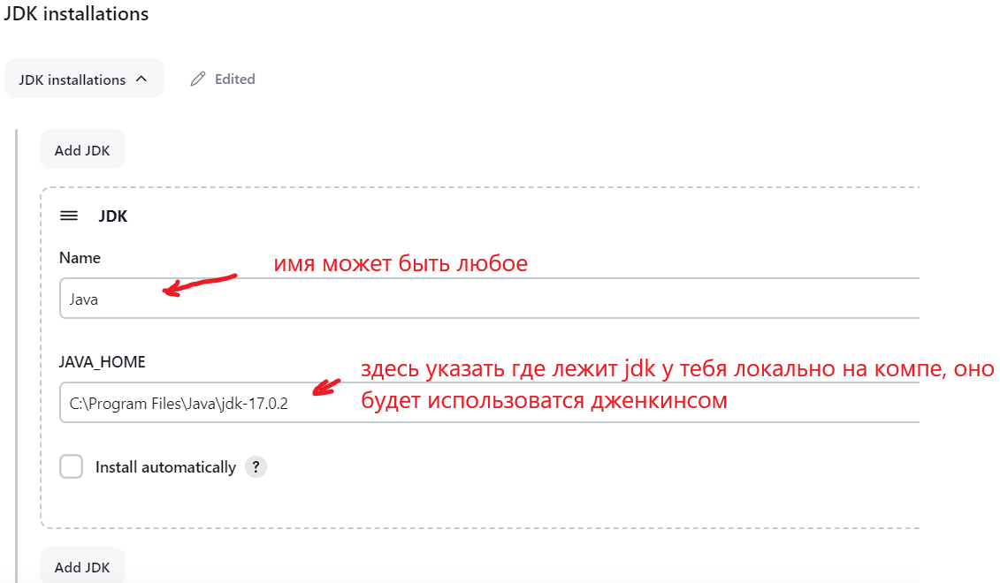 JDK installations
JDK installations
Edited
Add JDK
JDK
Name
имя может быть любое
Java
JAVA_HOME
здесь указать где лежит jdk у тебя локально на компе, оно
будет использоватся дженкинсом
C:\Program Files\Java\jdk-17.0.2
Install automatically ?
Add JDK